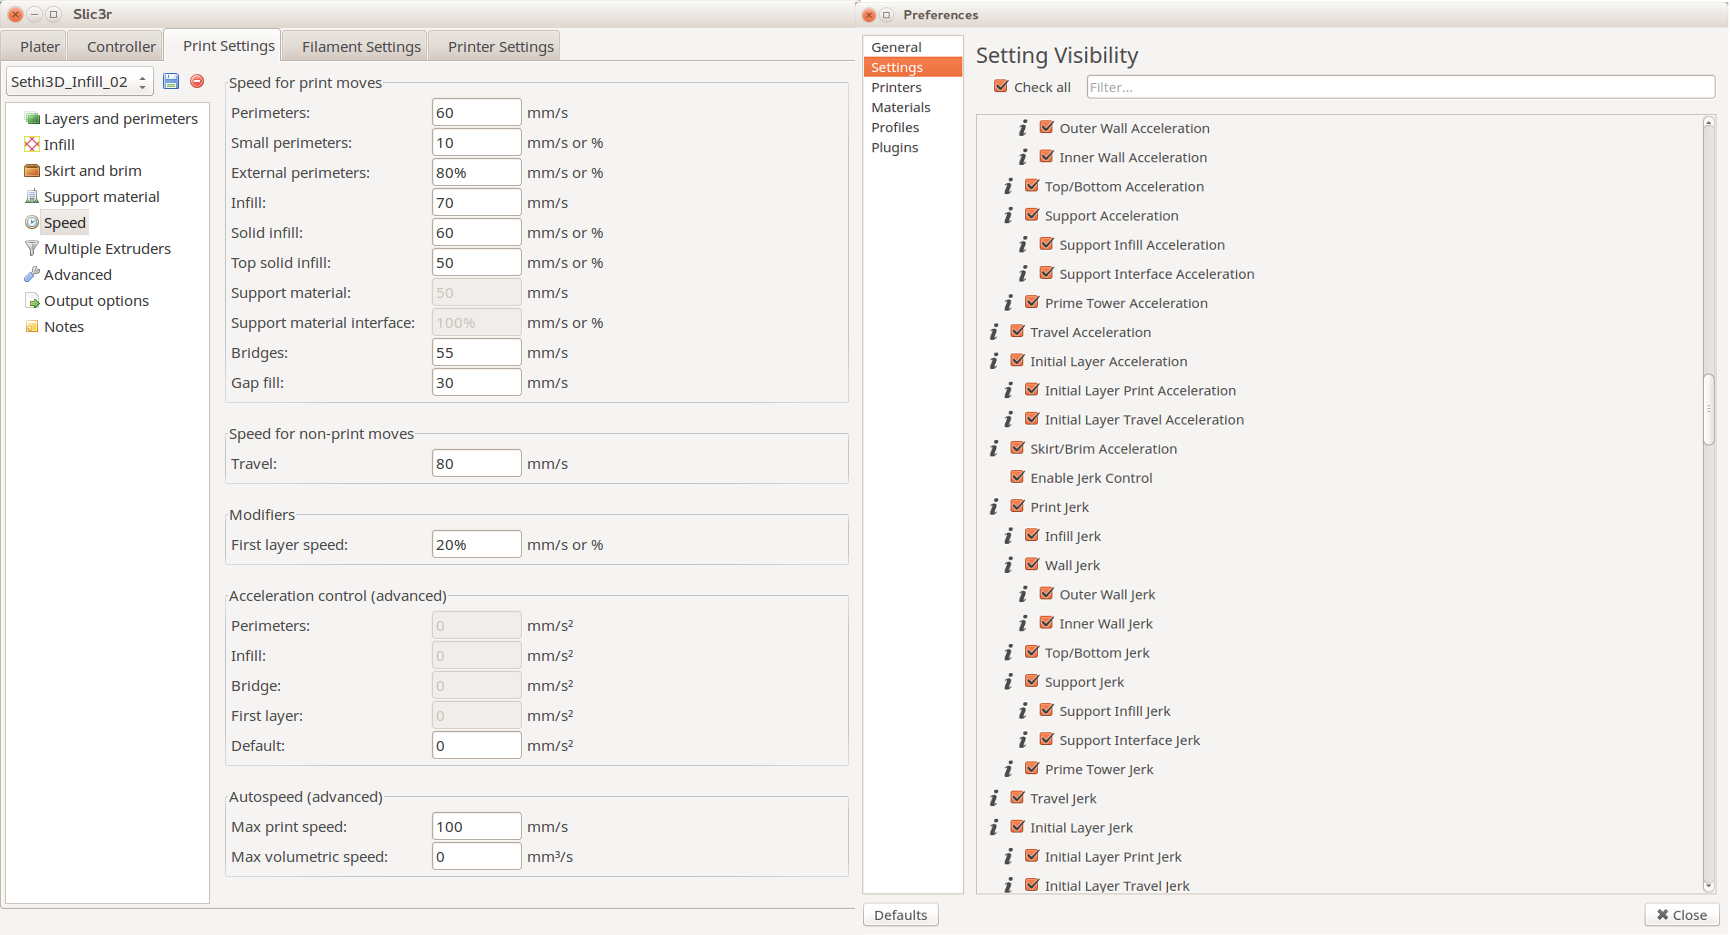 Slic3r
Plater
Controller
Print Settings
Filament Settings
Printer Settings
Sethi3D_Infill_02
Layers and perimeters
Infill
Skirt and brim
Support material
Speed
Multiple Extruders
Advanced
Output options
Notes
Speed for print moves
Perimeters: 60 mm/s
Small perimeters: 10 mm/s or %
External perimeters: 80% mm/s or %
Infill: 70 mm/s
Solid infill: 60 mm/s or %
Top solid infill: 50 mm/s or %
Support material: 50 mm/s
Support material interface: 100% mm/s or %
Bridges: 55 mm/s
Gap fill: 30 mm/s
Speed for non-print moves
Travel: 80 mm/s
Modifiers
First layer speed: 20% mm/s or %
Acceleration control (advanced)
Perimeters: 0 mm/s²
Infill: 0 mm/s²
Bridge: 0 mm/s²
First layer: 0 mm/s²
Default: 0 mm/s²
Autospeed (advanced)
Max print speed: 100 mm/s
Max volumetric speed: 0 mm³/s
Preferences
General
Settings
Printers
Materials
Profiles
Plugins
Setting Visibility
Check all Filter...
Outer Wall Acceleration
Inner Wall Acceleration
Top/Bottom Acceleration
Support Acceleration
Support Infill Acceleration
Support Interface Acceleration
Prime Tower Acceleration
Travel Acceleration
Initial Layer Acceleration
Initial Layer Print Acceleration
Initial Layer Travel Acceleration
Skirt/Brim Acceleration
Enable Jerk Control
Print Jerk
Infill Jerk
Wall Jerk
Outer Wall Jerk
Inner Wall Jerk
Top/Bottom Jerk
Support Jerk
Support Infill Jerk
Support Interface Jerk
Prime Tower Jerk
Travel Jerk
Initial Layer Jerk
Initial Layer Print Jerk
Initial Layer Travel Jerk
Defaults
Close